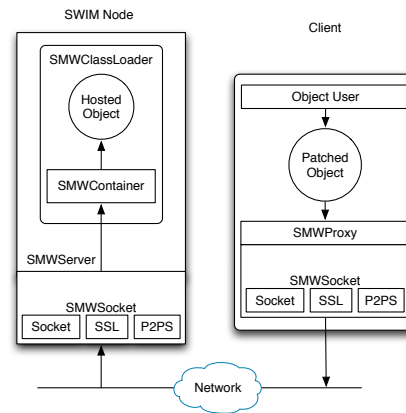 SWIM Node
SMWClassLoader
Hosted
Object
SMWContainer
SMWServer
SMWSocket
Socket
SSL
P2PS
Client
Object User
Patched
Object
SMWProxy
SMWSocket
Socket
SSL
P2PS
Network